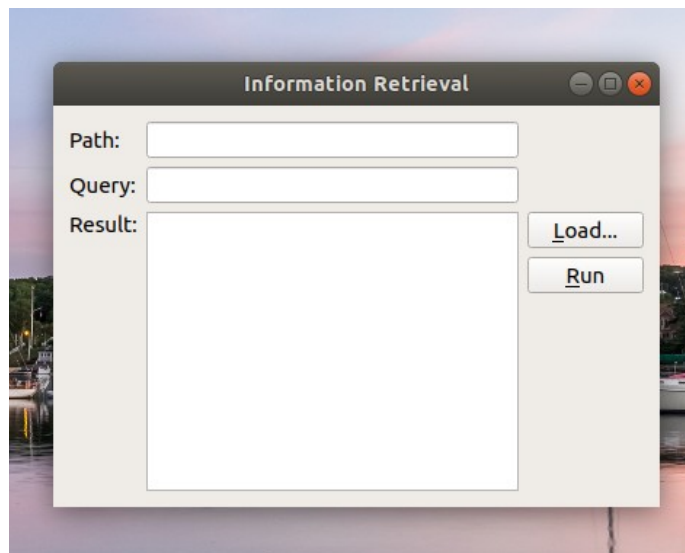 Information Retrieval
Path:
Query:
Result:
Load...
Run